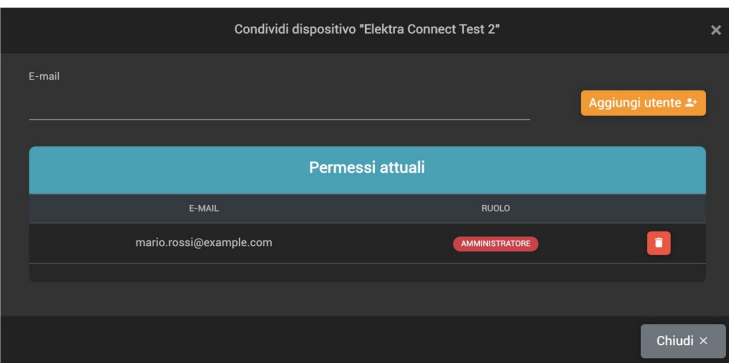 Condividi dispositivo "Elektra Connect Test 2"
E-mail
Aggiungi utente
Permessi attuali
E-MAIL RUOLO
mario.rossi@example.com AMMINISTRATORE
Chiudi ×